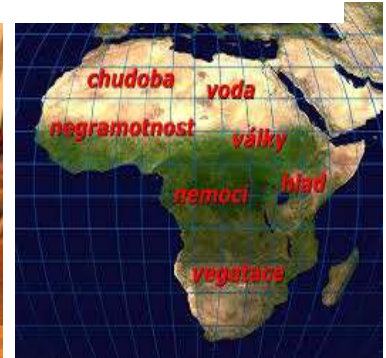 chudoba
voda
negramotnost
války
hlad
nemoci
vegetace